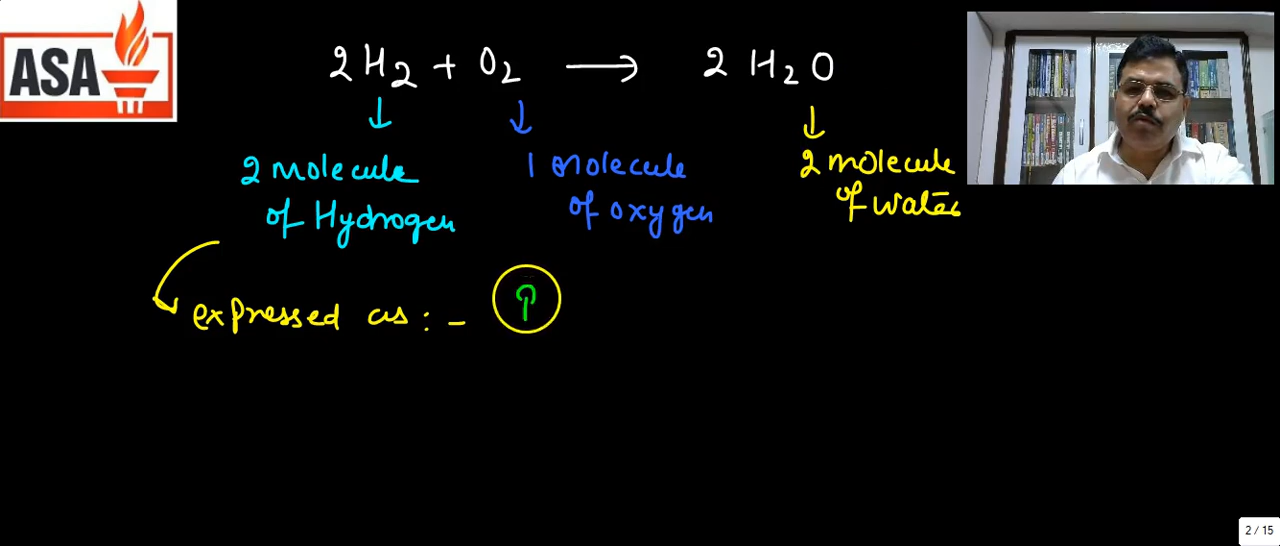 ASA
2H₂ + O₂ → 2H₂O
↓ ↓ ↓
2 molecule 1 molecule 2 molecule
of Hydrogen of oxygen of water
expressed as : -
2 / 15